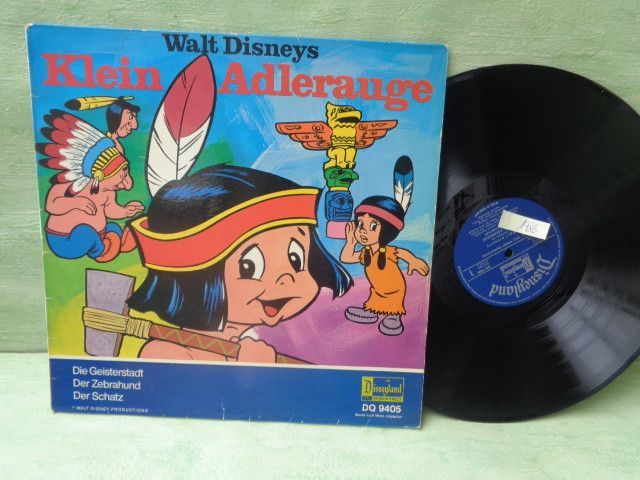 Walt Disneys
Klein Adlerauge
Die Geisterstadt
Der Zebrahund
Der Schatz
© WALT DISNEY PRODUCTIONS
Disneyland
DQ 9405
Disneyland